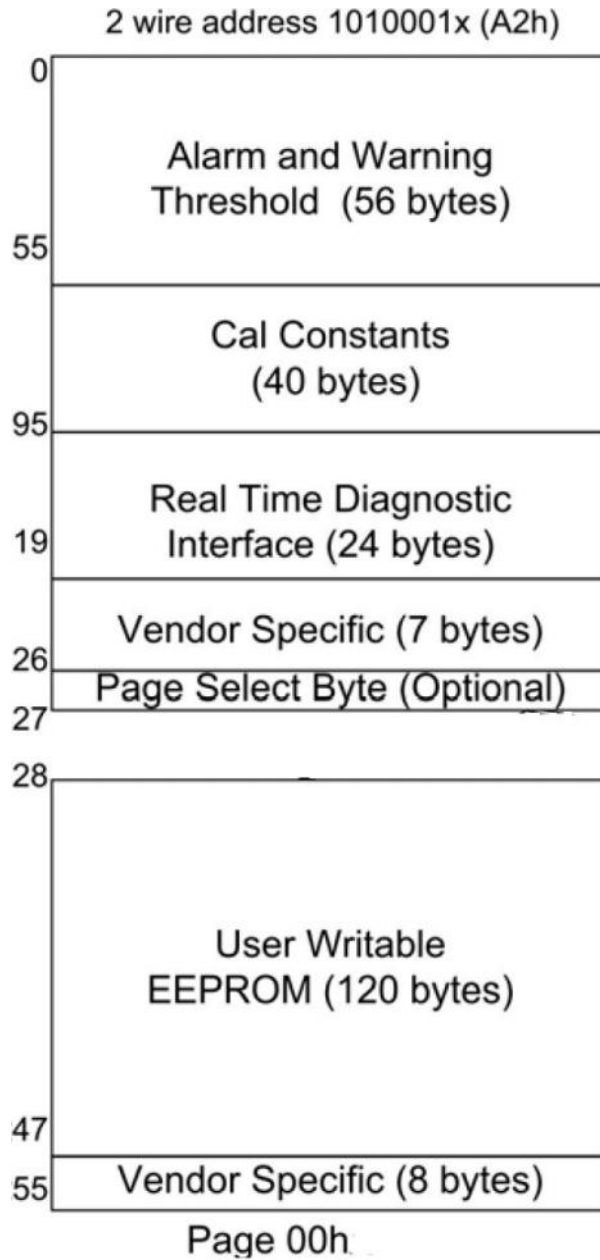 2 wire address 1010001x (A2h)
0
Alarm and Warning
Threshold (56 bytes)
55
Cal Constants
(40 bytes)
95
Real Time Diagnostic
19
Interface (24 bytes)
Vendor Specific (7 bytes)
26
Page Select Byte (Optional)
27
28
User Writable
EEPROM (120 bytes)
47
Vendor Specific (8 bytes)
55
Page 00h